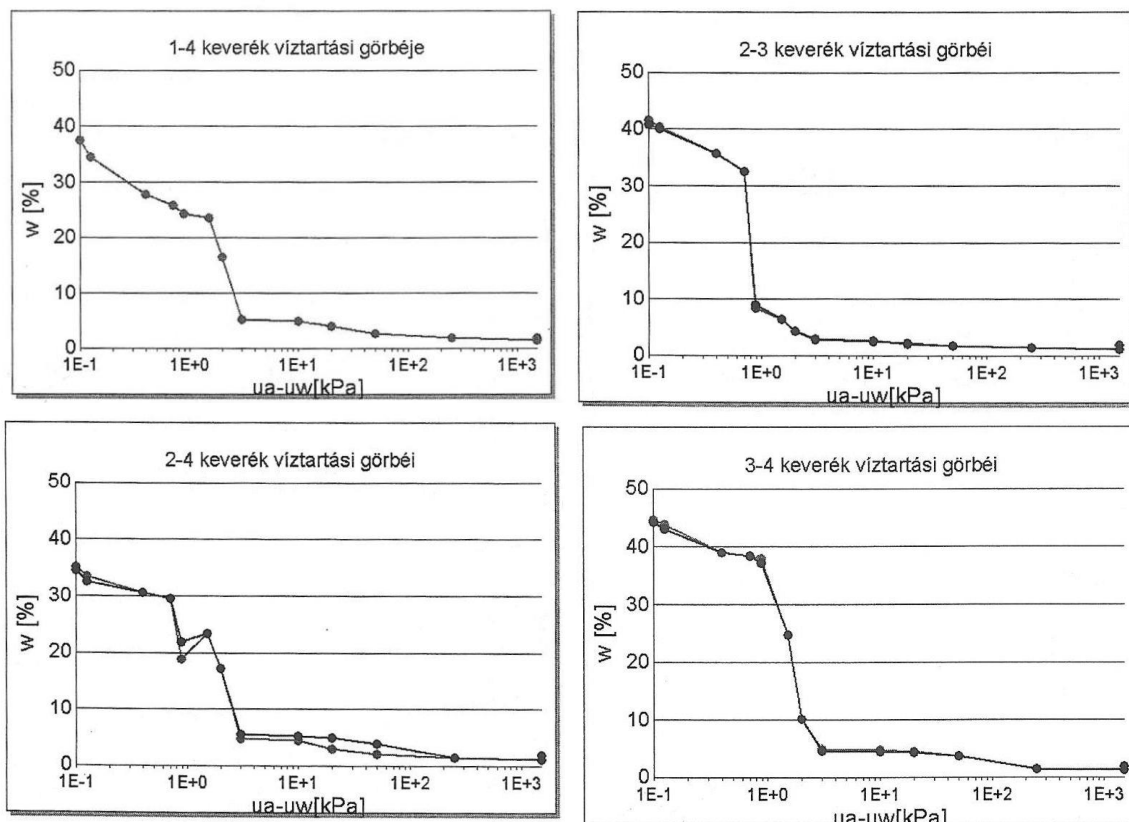 1-4 keverék víztartási görbéje
50
40
30
20
10
0
w [%]
1E-1 1E+0 1E+1 1E+2 1E+3
ua-uw[kPa]
2-3 keverék víztartási görbéi
50
40
30
20
10
0
w [%]
1E-1 1E+0 1E+1 1E+2 1E+3
ua-uw[kPa]
2-4 keverék víztartási görbéi
50
40
30
20
10
0
w [%]
1E-1 1E+0 1E+1 1E+2 1E+3
ua-uw[kPa]
3-4 keverék víztartási görbéi
50
40
30
20
10
0
w [%]
1E-1 1E+0 1E+1 1E+2 1E+3
ua-uw[kPa]